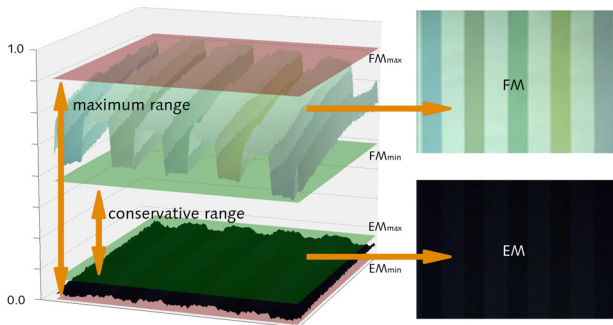 1.0
FMmax
FM
maximum range
FMmin
conservative range
EMmax
EM
EMmin
0.0